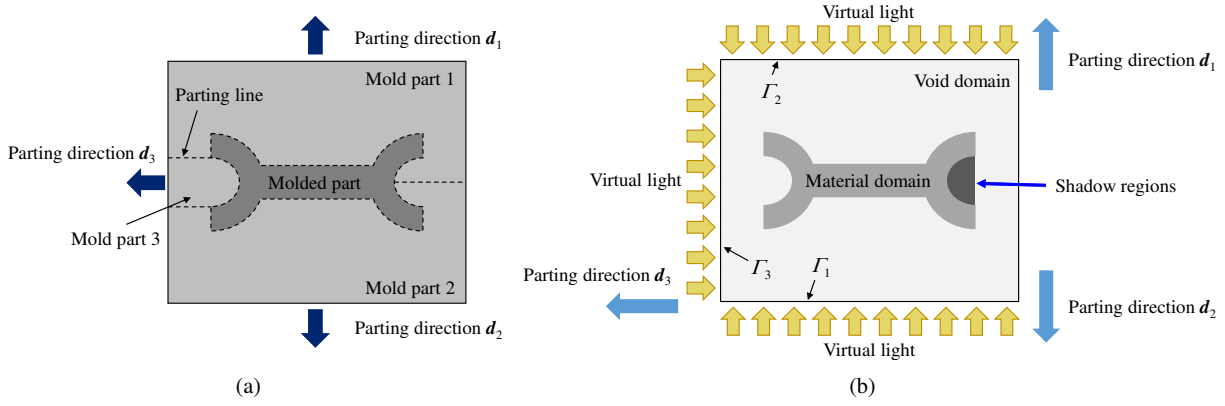 Parting direction d₁
Mold part 1
Parting line
Parting direction d₃
Molded part
Mold part 3
Mold part 2
Parting direction d₂
(a)
Virtual light
Parting direction d₁
Void domain
Γ₂
Virtual light
Material domain
Shadow regions
Γ₃
Γ₁
Parting direction d₃
Parting direction d₂
Virtual light
(b)